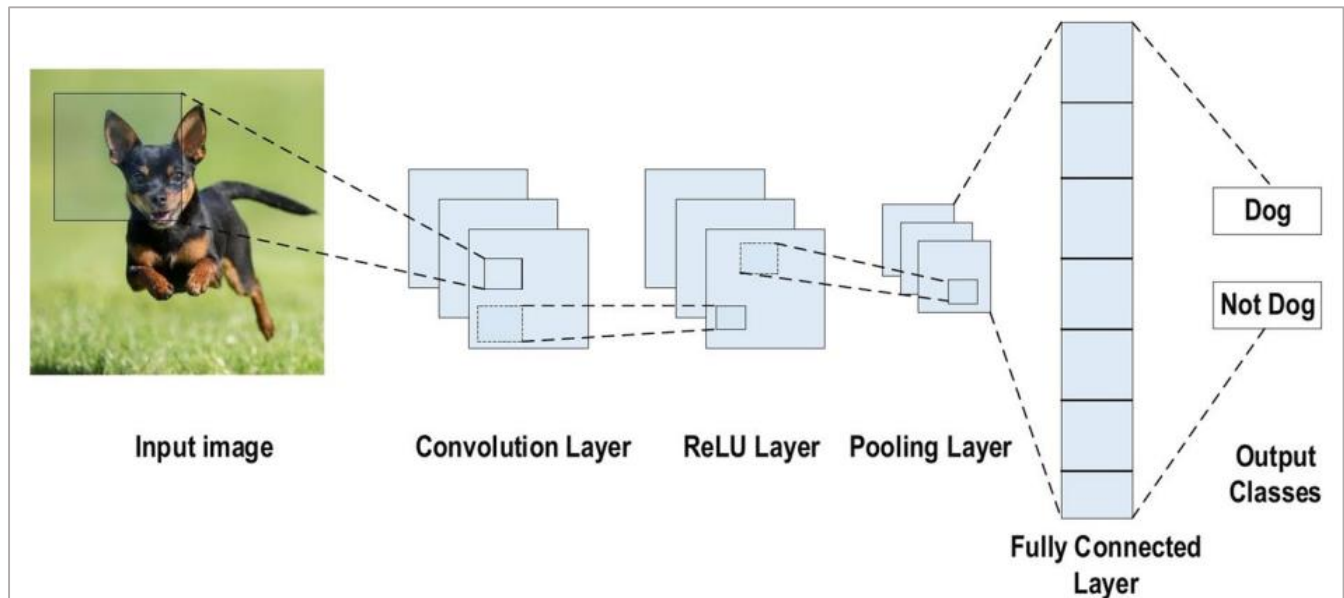 Dog
Not Dog
Input image
Convolution Layer
ReLU Layer
Pooling Layer
Output
Classes
Fully Connected
Layer